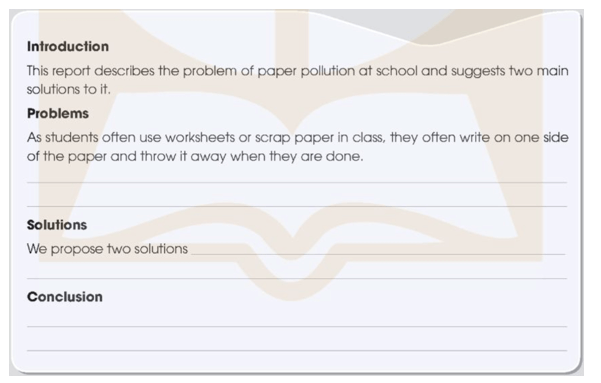 Introduction
This report describes the problem of paper pollution at school and suggests two main
solutions to it.
Problems
As students often use worksheets or scrap paper in class, they often write on one side
of the paper and throw it away when they are done.
Solutions
We propose two solutions
Conclusion